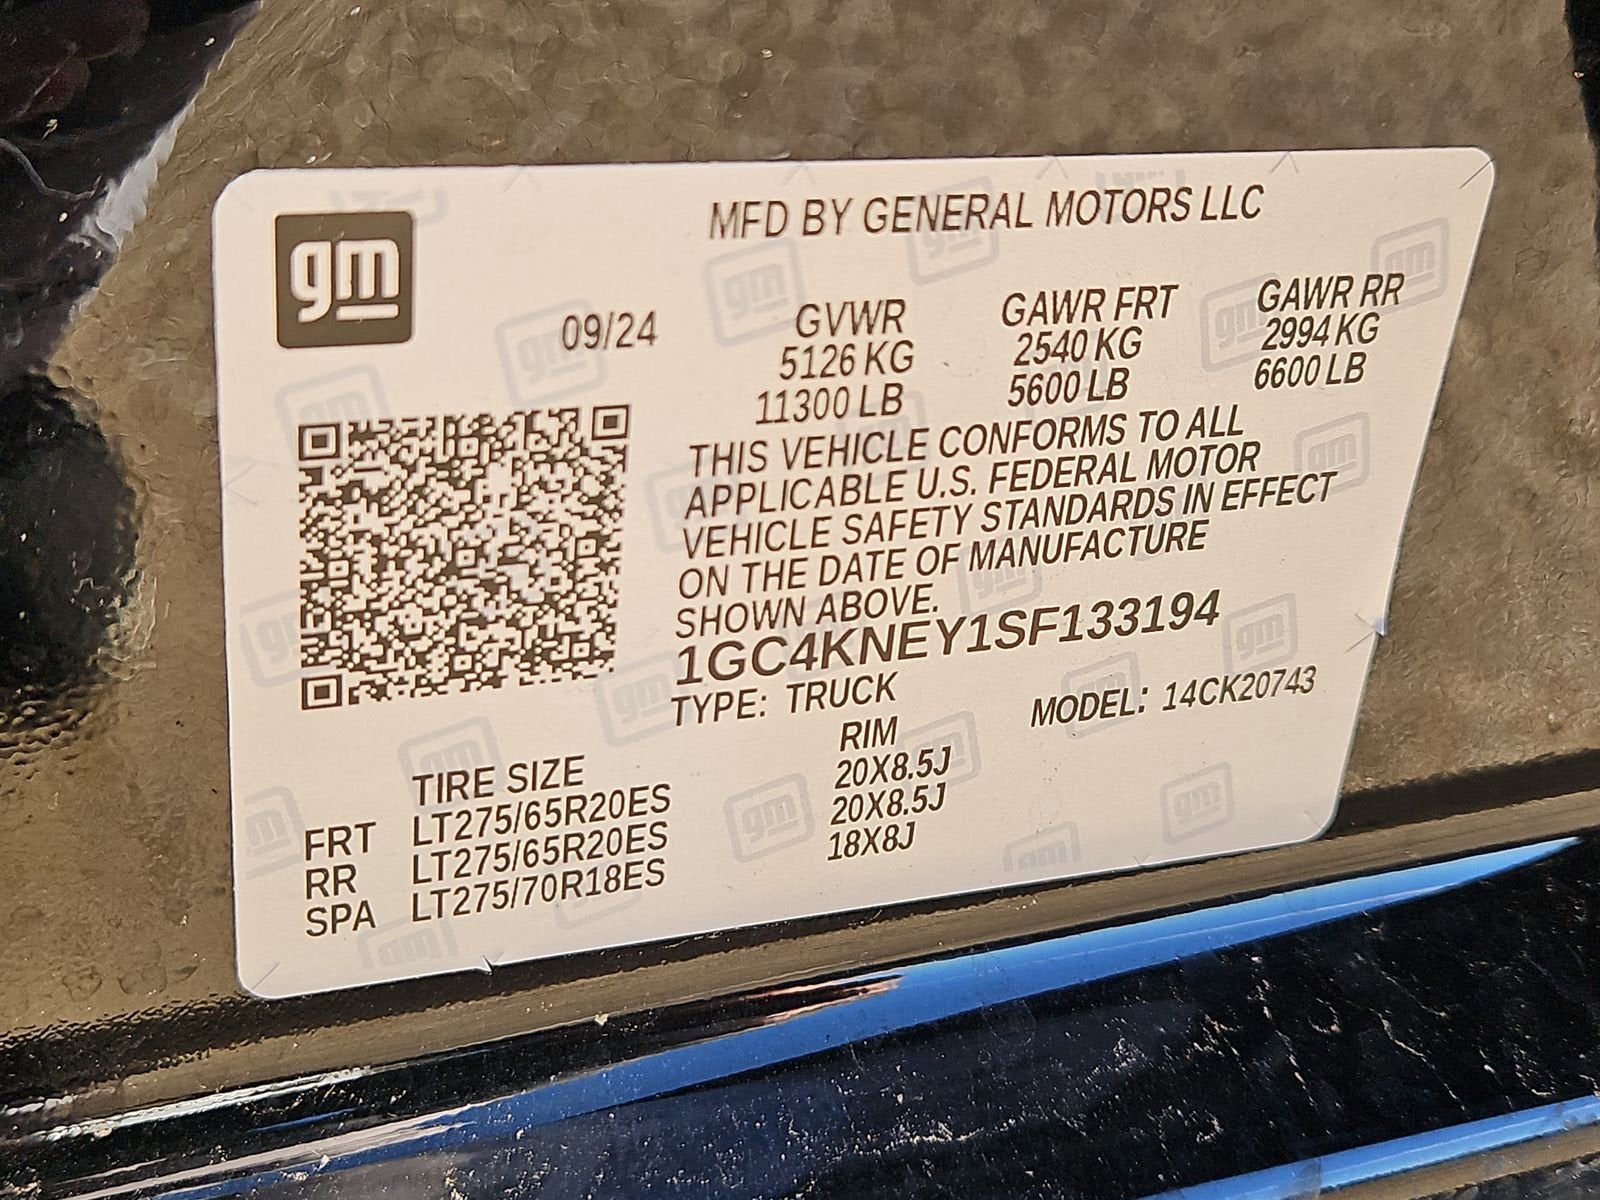 gm
MFD BY GENERAL MOTORS LLC
09/24
GVWR GAWR FRT GAWR RR
5126 KG 2540 KG 2994 KG
11300 LB 5600 LB 6600 LB
THIS VEHICLE CONFORMS TO ALL
APPLICABLE U.S. FEDERAL MOTOR
VEHICLE SAFETY STANDARDS IN EFFECT
ON THE DATE OF MANUFACTURE
SHOWN ABOVE.
1GC4KNEY1SF133194
TYPE: TRUCK MODEL: 14CK20743
TIRE SIZE RIM
FRT LT275/65R20ES 20X8.5J
RR LT275/65R20ES 20X8.5J
SPA LT275/70R18ES 18X8J